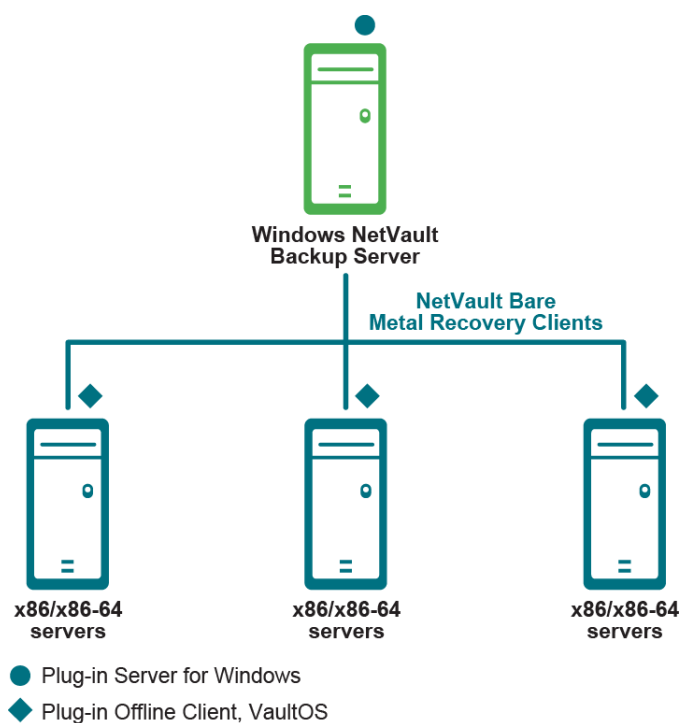 Windows NetVault
Backup Server
NetVault Bare
Metal Recovery Clients
x86/x86-64
servers
x86/x86-64
servers
x86/x86-64
servers
Plug-in Server for Windows
Plug-in Offline Client, VaultOS